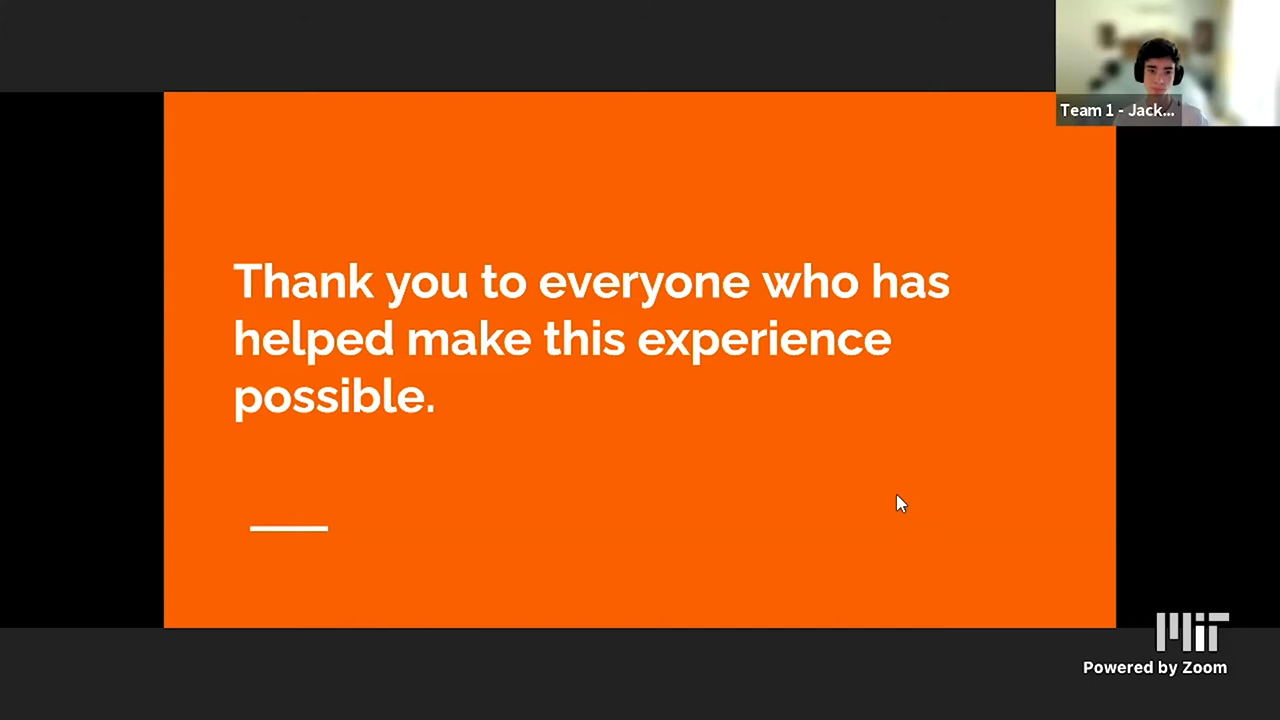 Team 1 - Jack...
Thank you to everyone who has
helped make this experience
possible.
MIT
Powered by Zoom